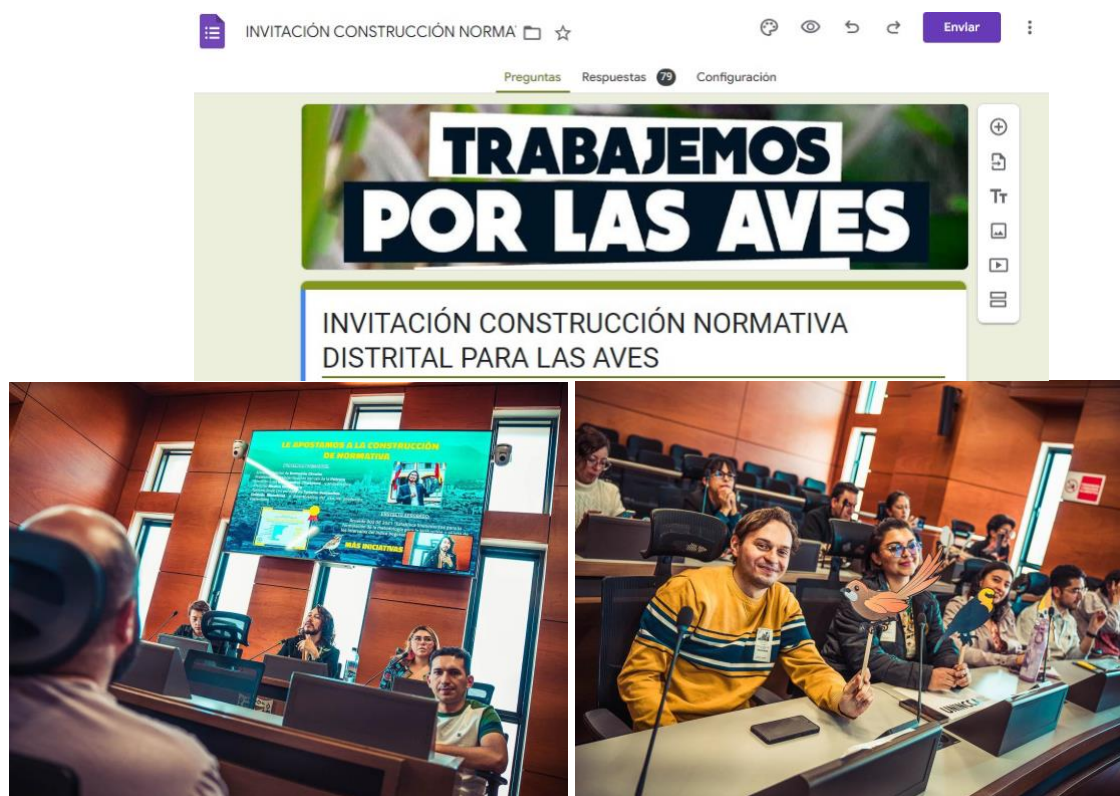 INVITACIÓN CONSTRUCCIÓN NORMA
Enviar
Preguntas Respuestas 79 Configuración
TRABAJEMOS
POR LAS AVES
Tт
INVITACIÓN CONSTRUCCIÓN NORMATIVA
DISTRITAL PARA LAS AVES
LE APOSTAMOS A LA CONSTRUCCIÓN
DE NORMATIVA
MÁS INICIATIVAS